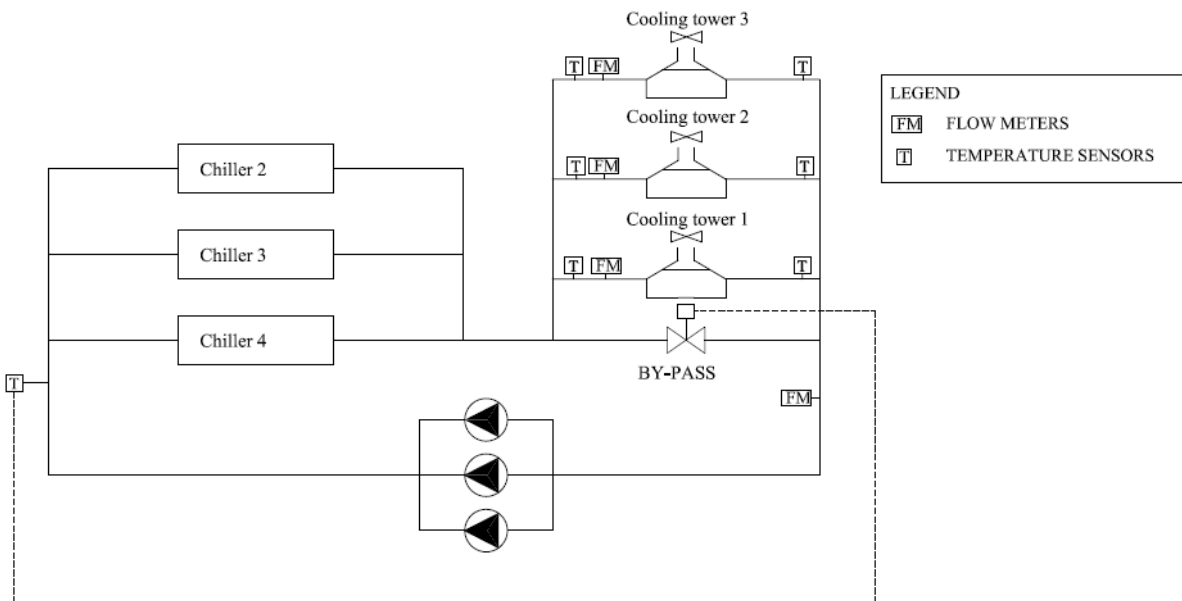 Cooling tower 3
T
FM
T
LEGEND
FM FLOW METERS
T TEMPERATURE SENSORS
Cooling tower 2
T
FM
T
Chiller 2
Cooling tower 1
Chiller 3
T
FM
T
Chiller 4
BY-PASS
T
FM